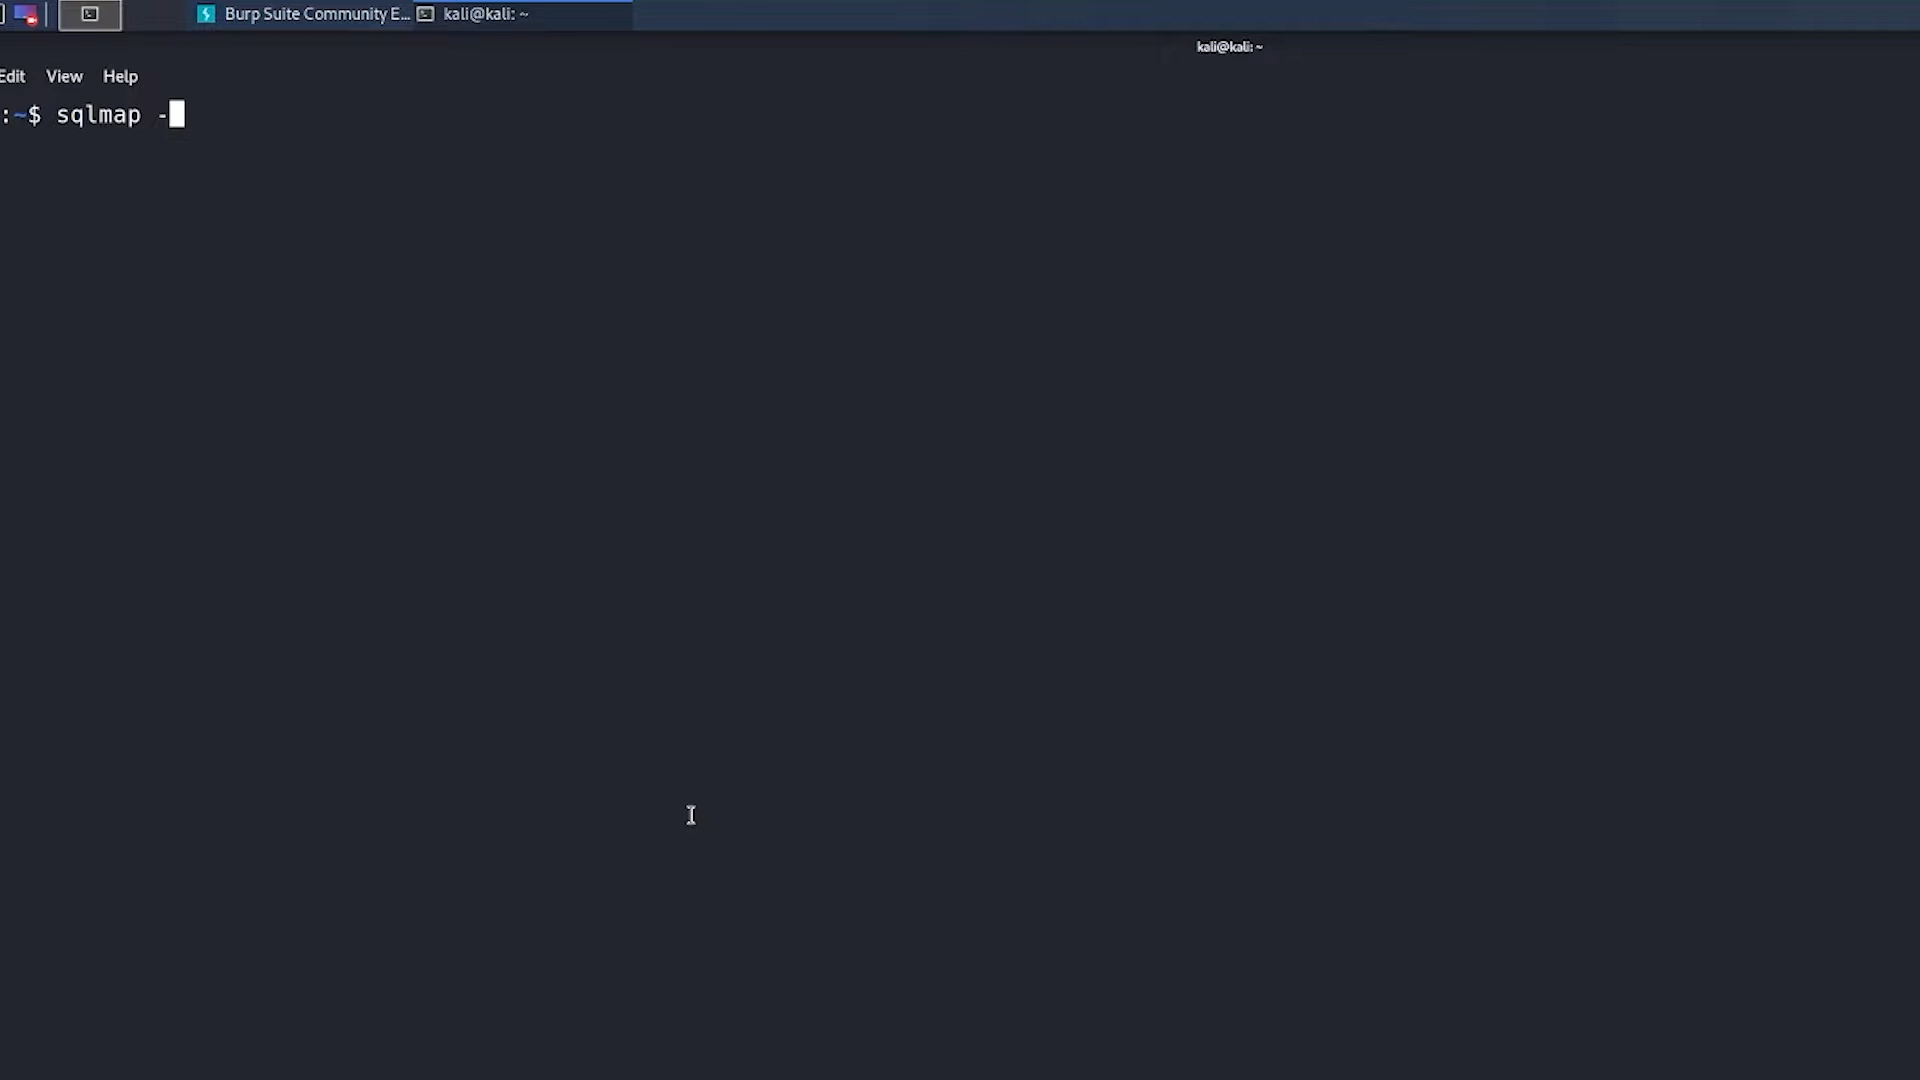 Burp Suite Community E... kali@kali: ~
kali@kali: ~
Edit View Help
:~$ sqlmap -